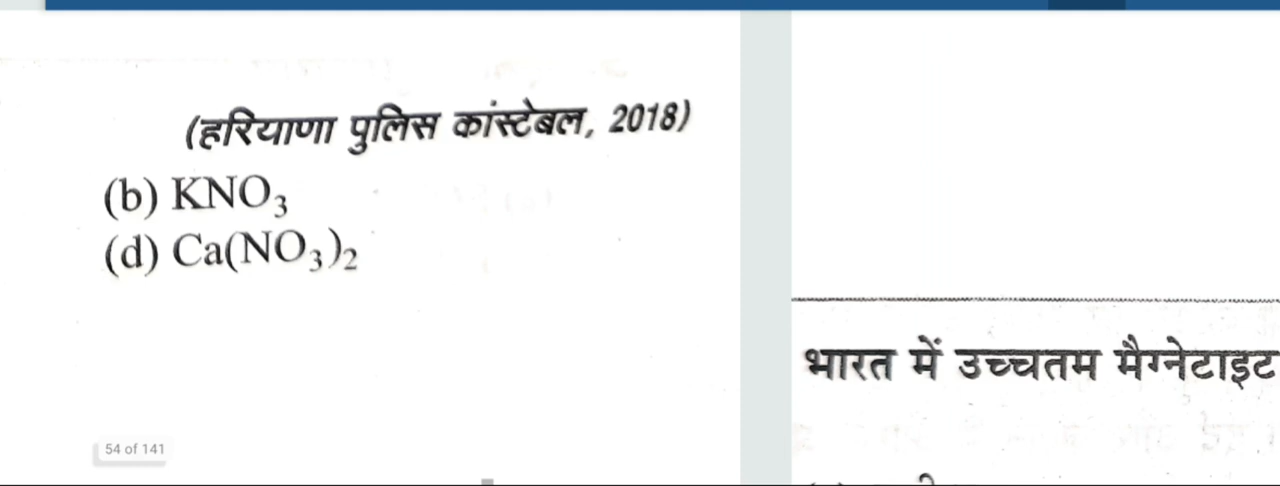 (हरियाणा पुलिस कांस्टेबल, 2018)
(b) KNO₃
(d) Ca(NO₃)₂
54 of 141
भारत में उच्चतम मैग्नेटाइट